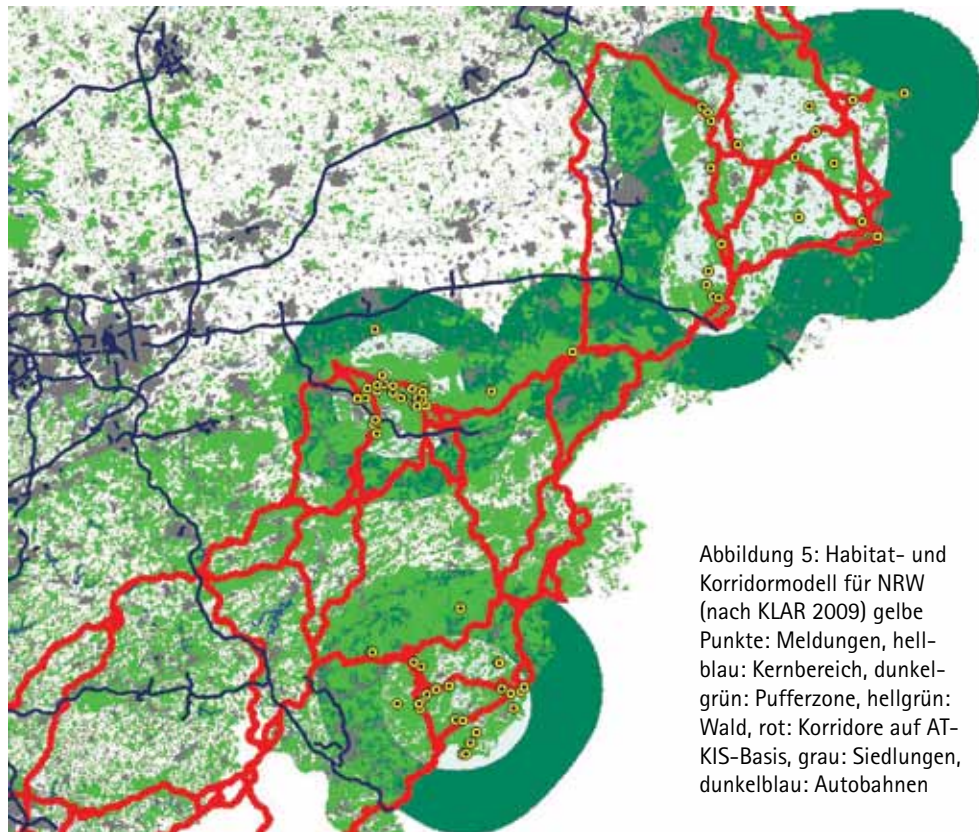 Abbildung 5: Habitat- und
Korridormodell für NRW
(nach KLAR 2009) gelbe
Punkte: Meldungen, hell-
blau: Kernbereich, dunkel-
grün: Pufferzone, hellgrün:
Wald, rot: Korridore auf AT-
KIS-Basis, grau: Siedlungen,
dunkelblau: Autobahnen